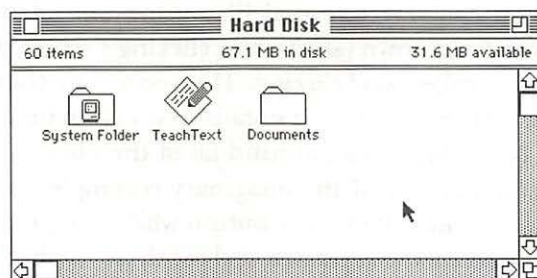 Hard Disk
60 items 67.1 MB in disk 31.6 MB available
System Folder TeachText Documents